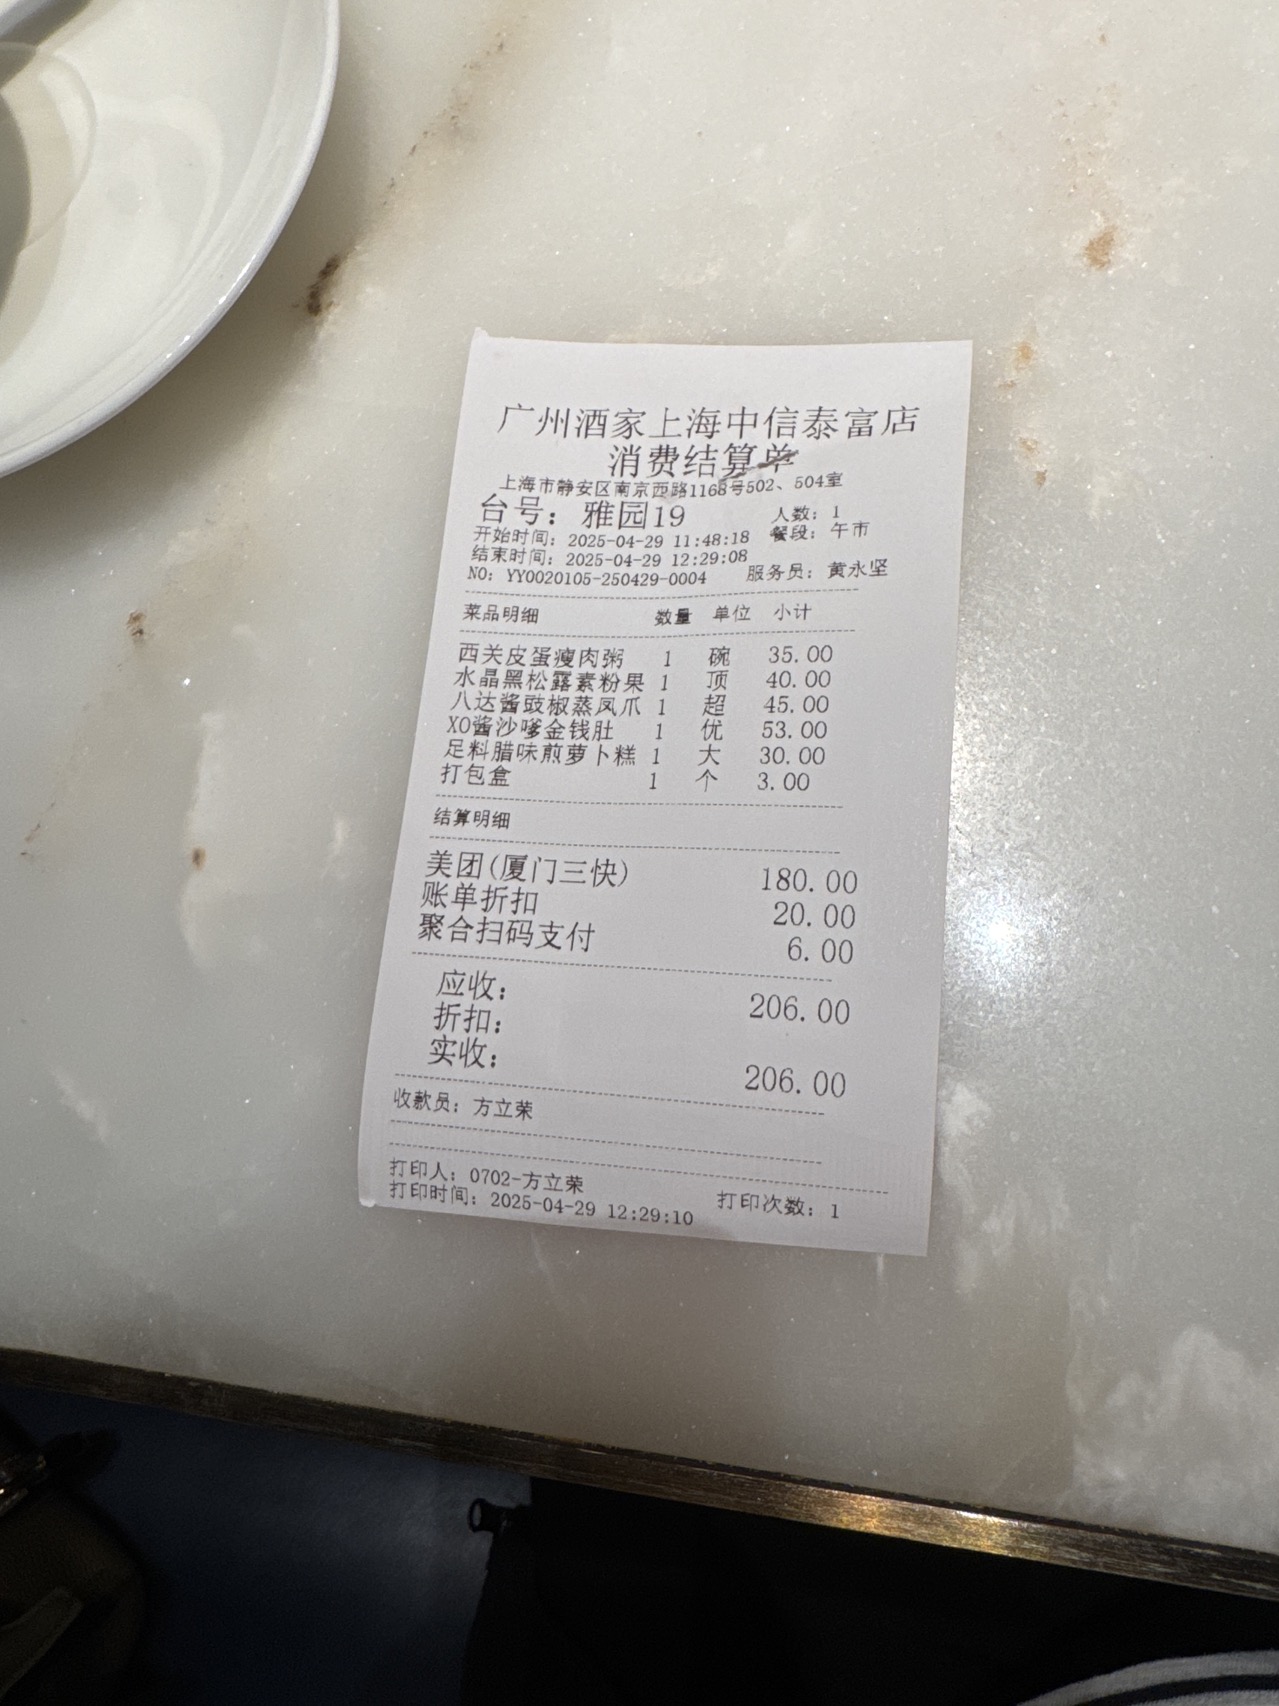 广州酒家上海中信泰富店
消费结算单
上海市静安区南京西路1168号502、504室
台号：雅园19 人数：1
开始时间：2025-04-29 11:48:18 餐段：午市
结束时间：2025-04-29 12:29:08
NO：YY0020105-250429-0004 服务员：黄永坚
菜品明细 数量 单位 小计
西关皮蛋瘦肉粥 1 碗 35.00
水晶黑松露素粉果 1 顶 40.00
八达酱豉椒蒸凤爪 1 超 45.00
XO酱沙嗲金钱肚 1 优 53.00
足料腊味煎萝卜糕 1 大 30.00
打包盒 1 个 3.00
结算明细
美团(厦门三快) 180.00
账单折扣 20.00
聚合扫码支付 6.00
应收： 206.00
折扣：
实收： 206.00
收款员：方立荣
打印人：0702-方立荣
打印时间：2025-04-29 12:29:10 打印次数：1